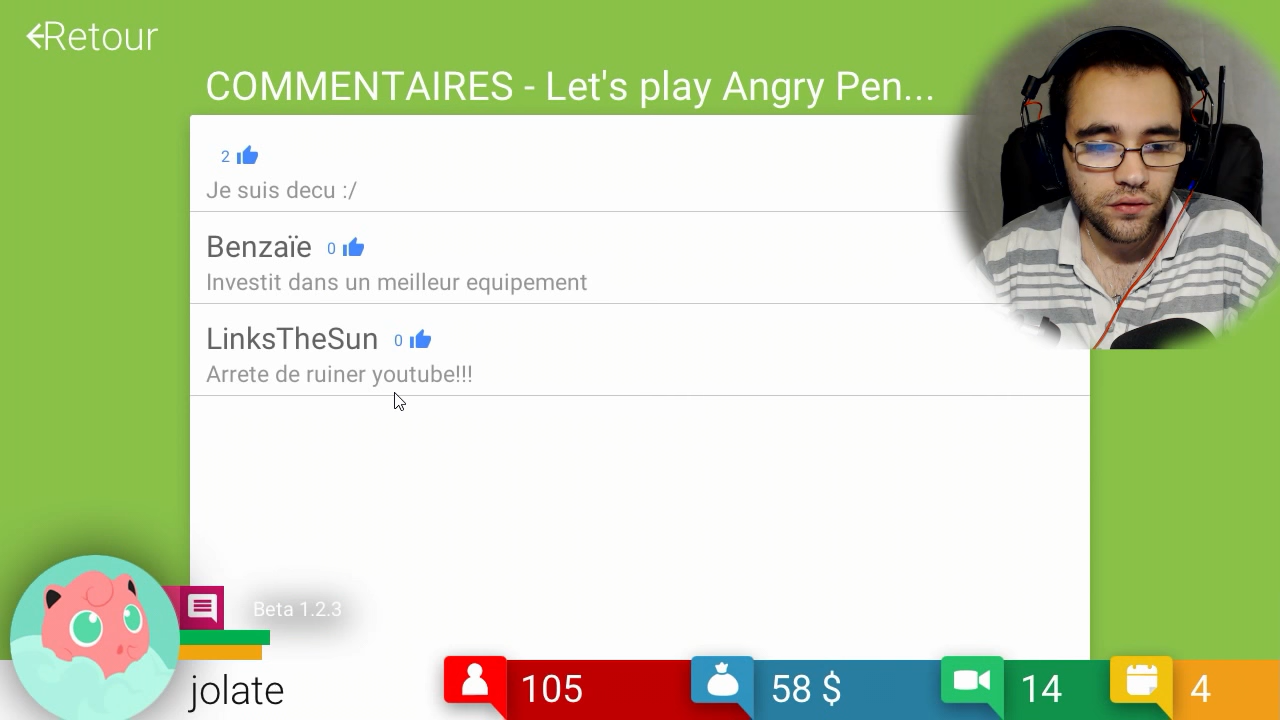 Retour
COMMENTAIRES - Let's play Angry Pen...
2
Je suis decu :/
Benzaïe 0
Investit dans un meilleur equipement
LinksTheSun 0
Arrete de ruiner youtube!!!
Beta 1.2.3
jolate 105 58 $ 14 4